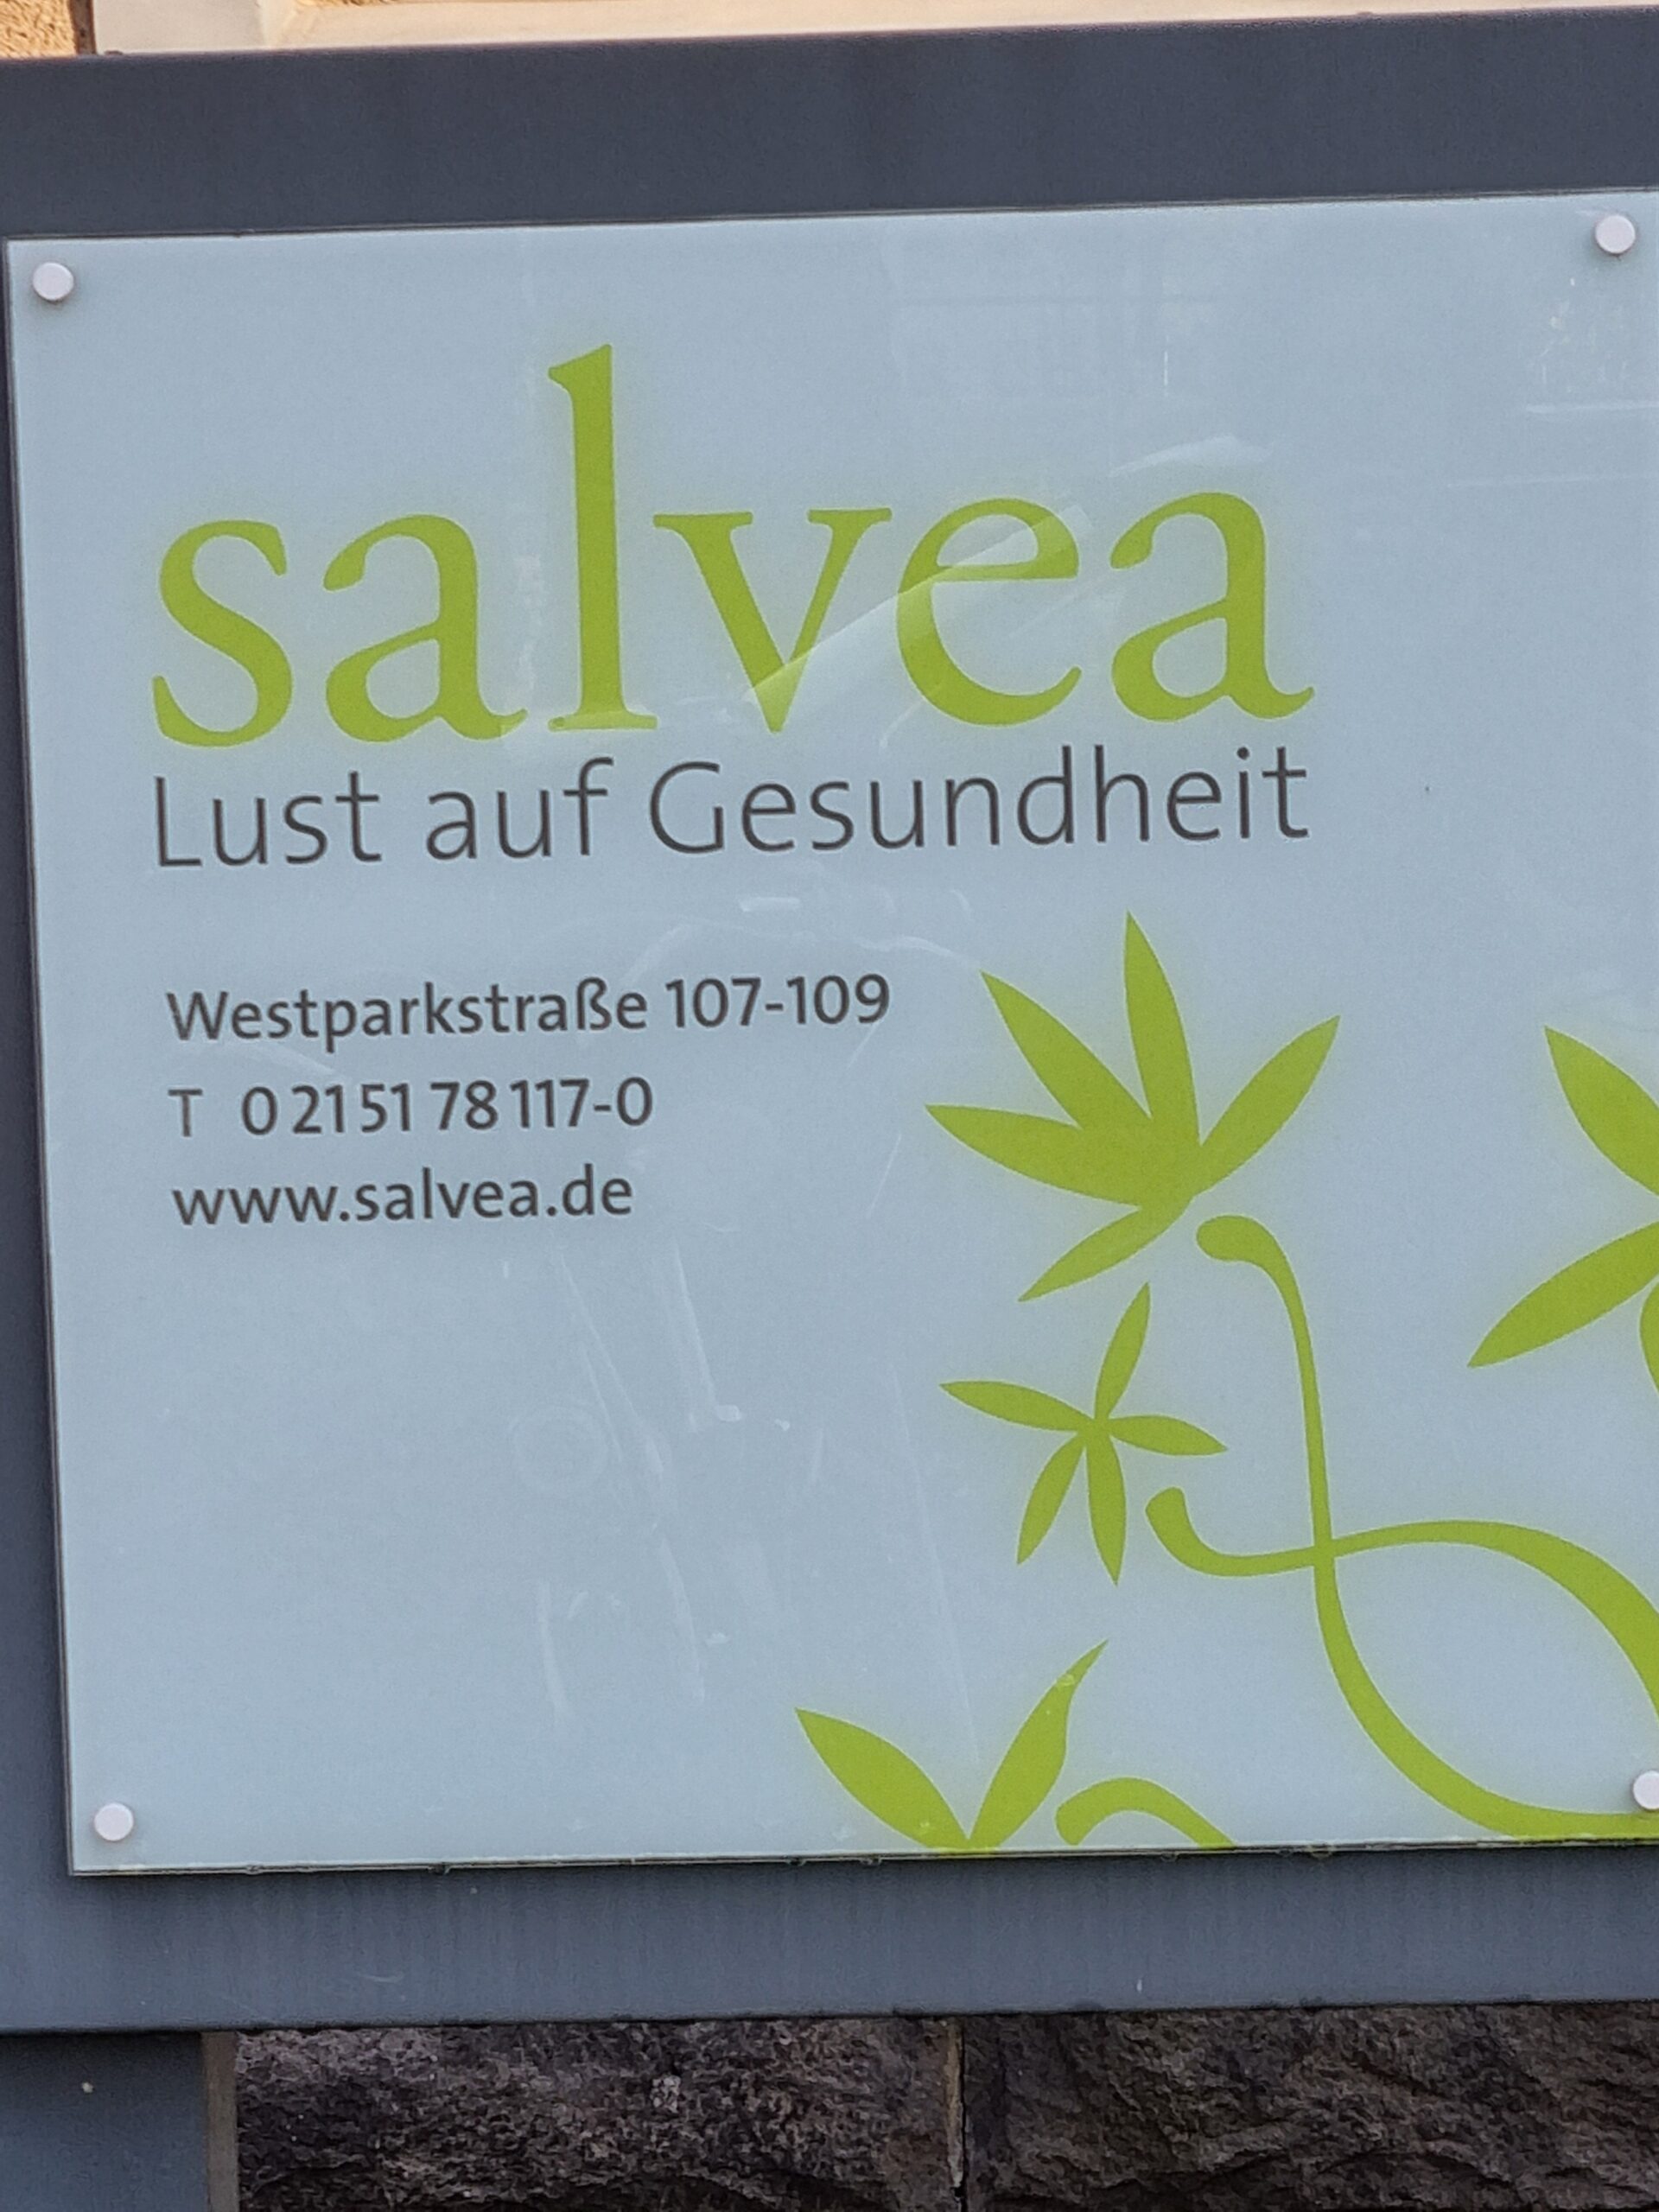 salvea
Lust auf Gesundheit
Westparkstraße 107-109
T 0 21 51 78 117-0
www.salvea.de